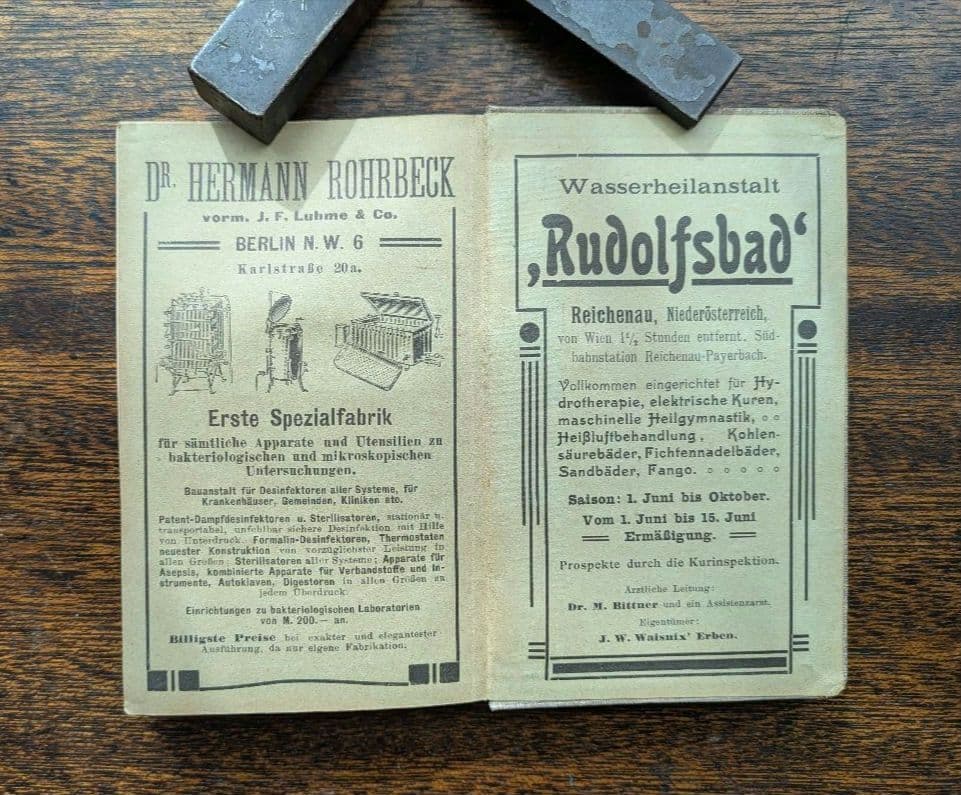 DR. HERMANN ROHRBECK
vorm. J. F. Luhme & Co.
BERLIN N. W. 6
Karlstraße 20a.
Erste Spezialfabrik
für sämtliche Apparate und Utensilien zu
bakteriologischen und mikroskopischen
Untersuchungen.
Bauanstalt für Desinfektoren aller Systeme, für
Krankenhäuser, Gemeinden, Kliniken etc.
Patent-Dampfdesinfektoren u. Sterilisatoren, stationär u.
transportabel, unfehlbar sichere Desinfektion mit Hilfe
von Unterdruck. Formalin-Desinfektoren, Thermostaten
neuester Konstruktion von vorzüglichster Leistung in
allen Größen; Sterilisatoren aller Systeme; Apparate für
Asepsis, kombinierte Apparate für Verbandstoffe und In-
strumente, Autoklaven, Digestoren in allen Größen zu
jedem Überdruck.
Einrichtungen zu bakteriologischen Laboratorien
von M. 200.— an.
Billigste Preise bei exakter und elegantester
Ausführung, da nur eigene Fabrikation.
Wasserheilanstalt
‚Rudolfsbad‘
Reichenau, Niederösterreich,
von Wien 1½ Stunden entfernt. Süd-
bahnstation Reichenau-Payerbach.
Vollkommen eingerichtet für Hy-
drotherapie, elektrische Kuren,
maschinelle Heilgymnastik,
Heißluftbehandlung, Kohlen-
säurebäder, Fichtennadelbäder,
Sandbäder, Fango.
Saison: 1. Juni bis Oktober.
Vom 1. Juni bis 15. Juni
Ermäßigung.
Prospekte durch die Kurinspektion.
Ärztliche Leitung:
Dr. M. Bittner und ein Assistenzarzt.
Eigentümer:
J. W. Waisnix' Erben.